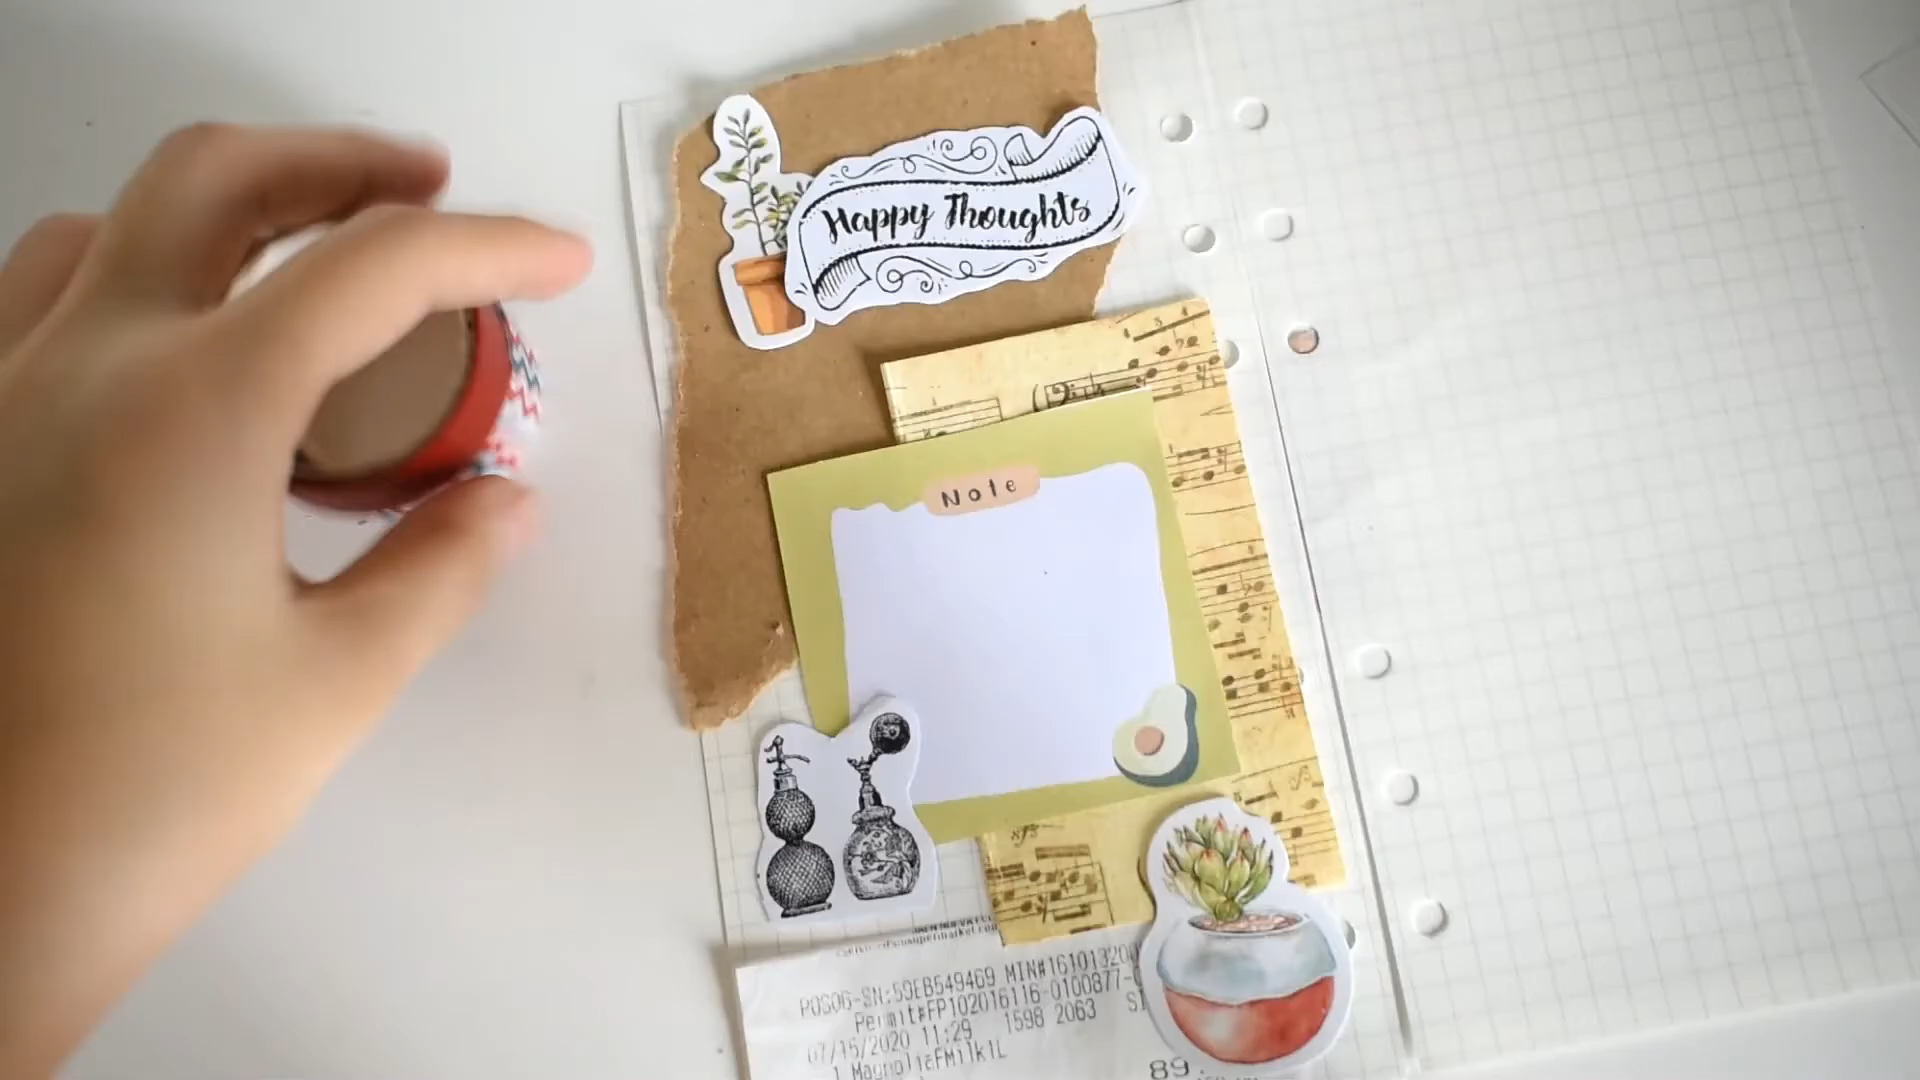 Happy Thoughts
Note
POS06-SN:59EB549469 MIN#161013200
Permit#FP102016116-0100877-
07/15/2020 11:29 1598 2063
1 MagnoliaFMilk1L
89.